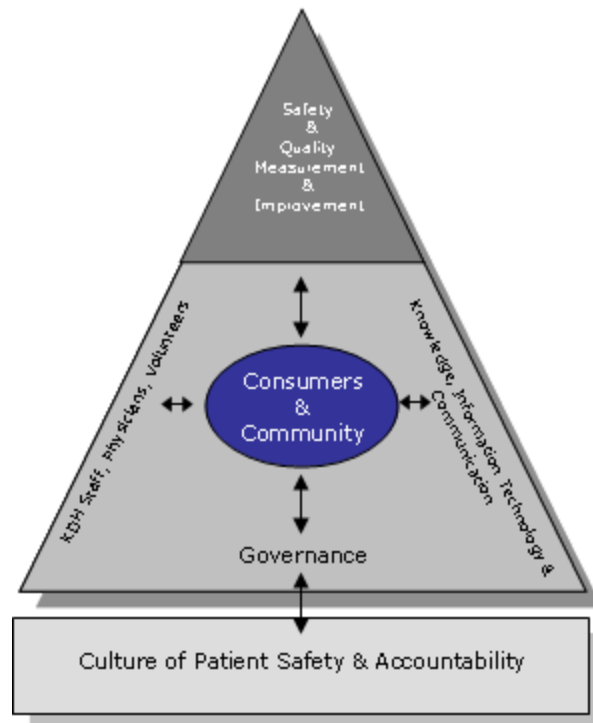 Safety
&
Quality
Measurement
&
Improvement
KDH Staff, Physicians, Volunteers
Knowledge, Information Technology &
Communication
Consumers
&
Community
Governance
Culture of Patient Safety & Accountability